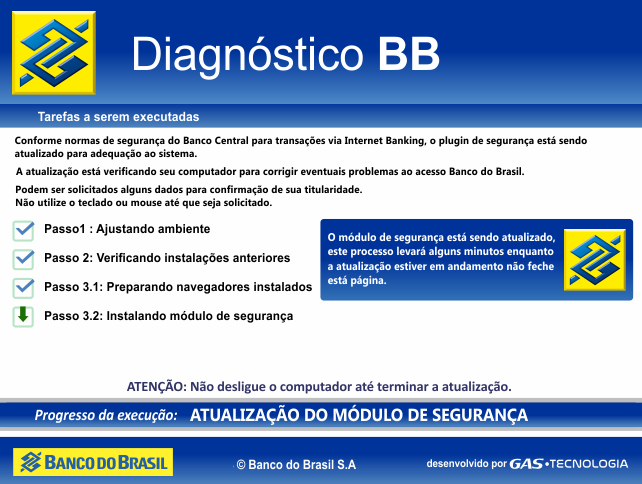 Diagnóstico BB
Tarefas a serem executadas
Conforme normas de segurança do Banco Central para transações via Internet Banking, o plugin de segurança está sendo
atualizado para adequação ao sistema.
A atualização está verificando seu computador para corrigir eventuais problemas ao acesso Banco do Brasil.
Podem ser solicitados alguns dados para confirmação de sua titularidade.
Não utilize o teclado ou mouse até que seja solicitado.
Passo1 : Ajustando ambiente
Passo 2: Verificando instalações anteriores
Passo 3.1: Preparando navegadores instalados
Passo 3.2: Instalando módulo de segurança
O módulo de segurança está sendo atualizado,
este processo levará alguns minutos enquanto
a atualização estiver em andamento não feche
está página.
ATENÇÃO: Não desligue o computador até terminar a atualização.
Progresso da execução: ATUALIZAÇÃO DO MÓDULO DE SEGURANÇA
BANCO DO BRASIL
© Banco do Brasil S.A
desenvolvido por GAS•TECNOLOGIA